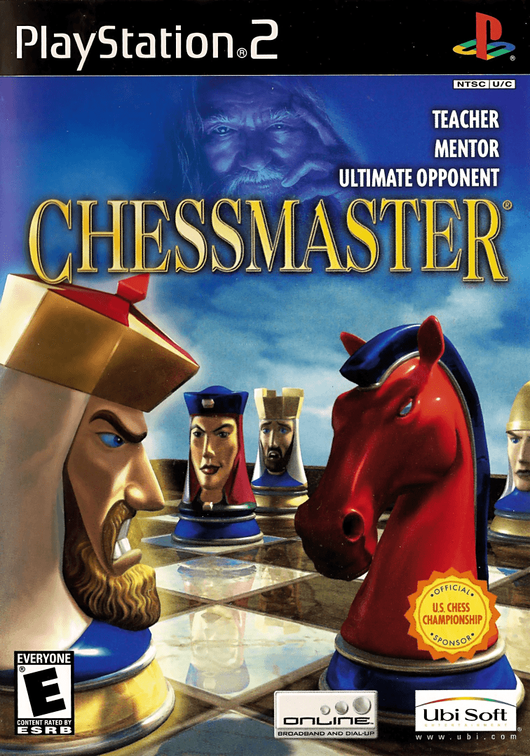 PlayStation®2
NTSC U/C
TEACHER
MENTOR
ULTIMATE OPPONENT
CHESSMASTER®
• OFFICIAL •
U.S. CHESS
CHAMPIONSHIP
• SPONSOR •
EVERYONE
E
®
CONTENT RATED BY
ESRB
ONLINE
BROADBAND AND DIAL-UP
Ubi Soft
ENTERTAINMENT
www.ubi.com